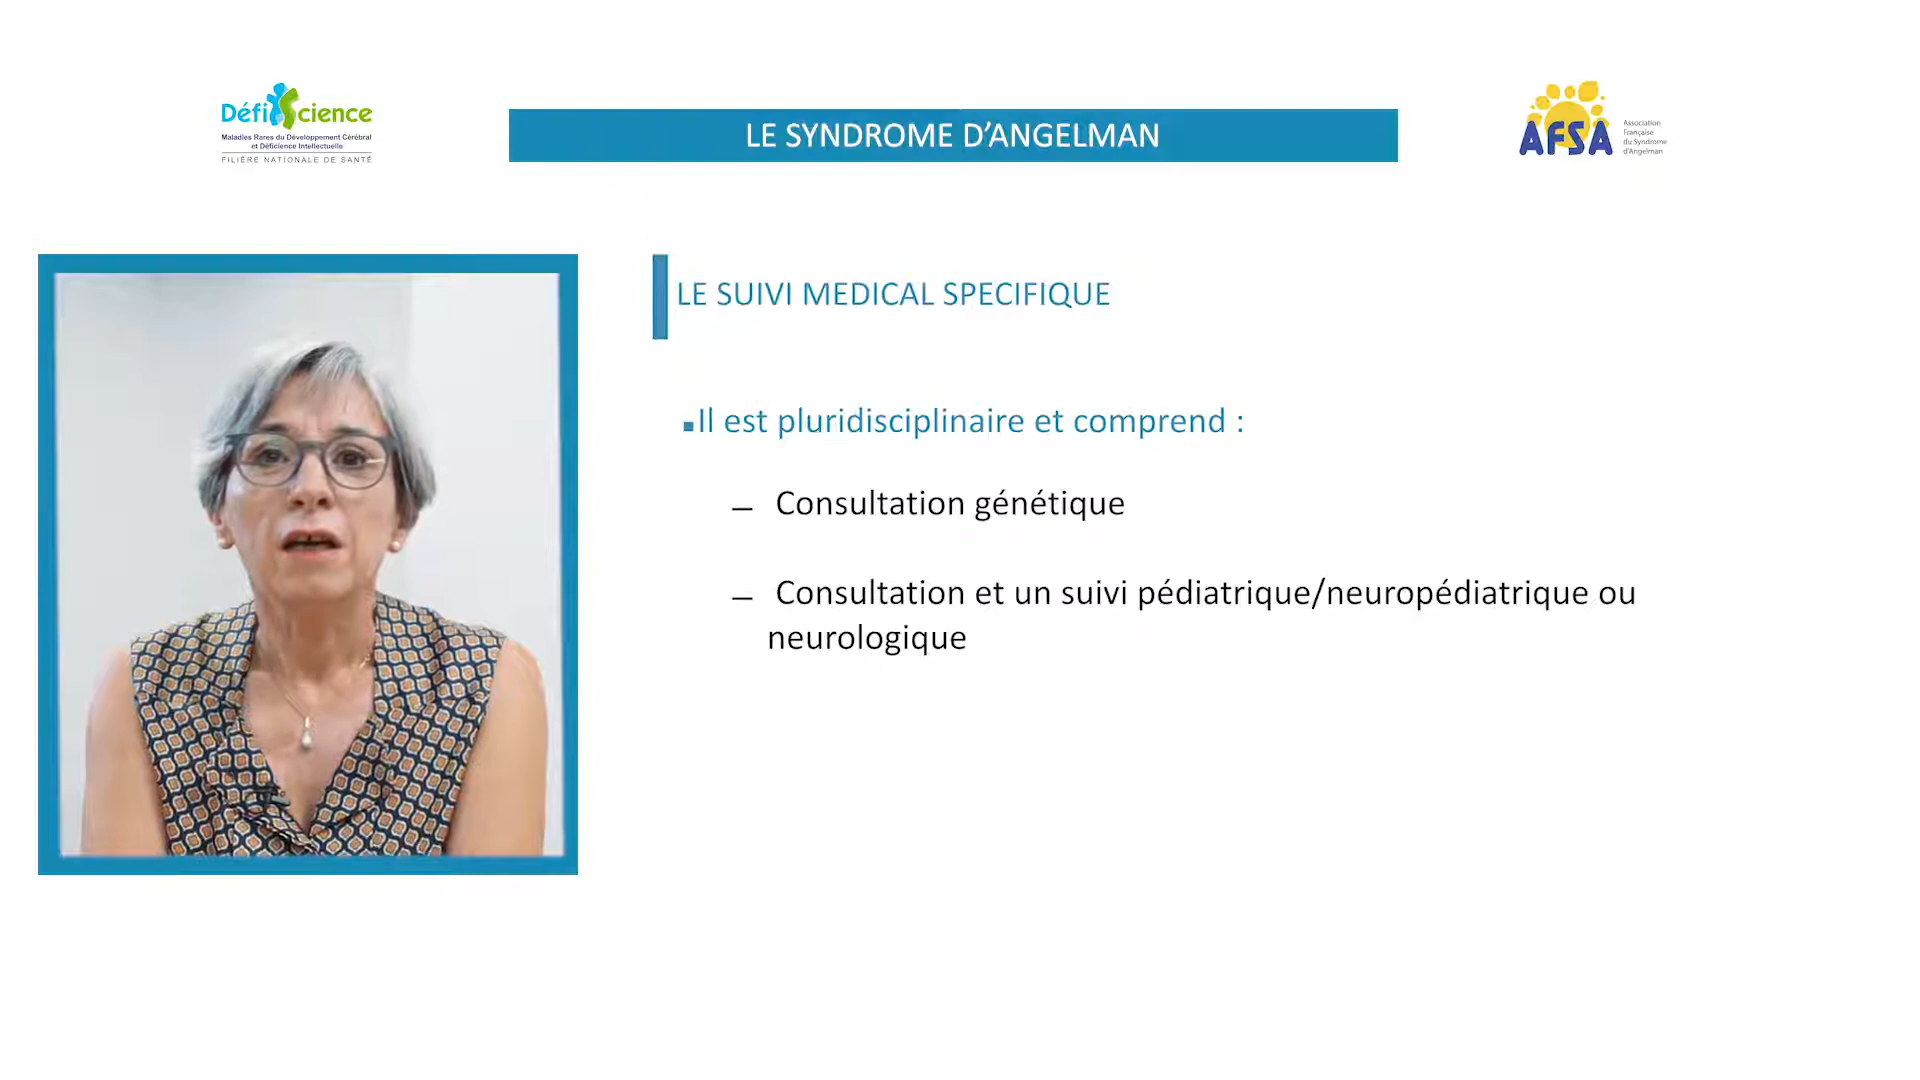 DéfiScience
Maladies Rares du Développement Cérébral
et Déficience Intellectuelle
FILIÈRE NATIONALE DE SANTÉ
LE SYNDROME D’ANGELMAN
AFSA
Association
Française
du Syndrome
d'Angelman
LE SUIVI MEDICAL SPECIFIQUE
Il est pluridisciplinaire et comprend :
— Consultation génétique
— Consultation et un suivi pédiatrique/neuropédiatrique ou
neurologique